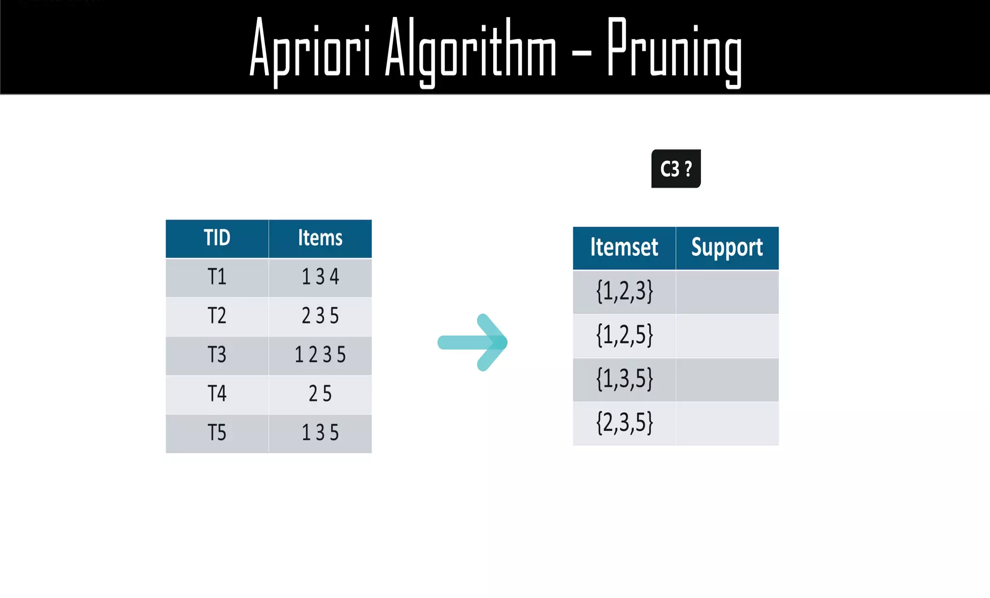 Apriori Algorithm – Pruning
C3 ?
TID Items
T1 1 3 4
T2 2 3 5
T3 1 2 3 5
T4 2 5
T5 1 3 5
Itemset Support
{1,2,3}
{1,2,5}
{1,3,5}
{2,3,5}